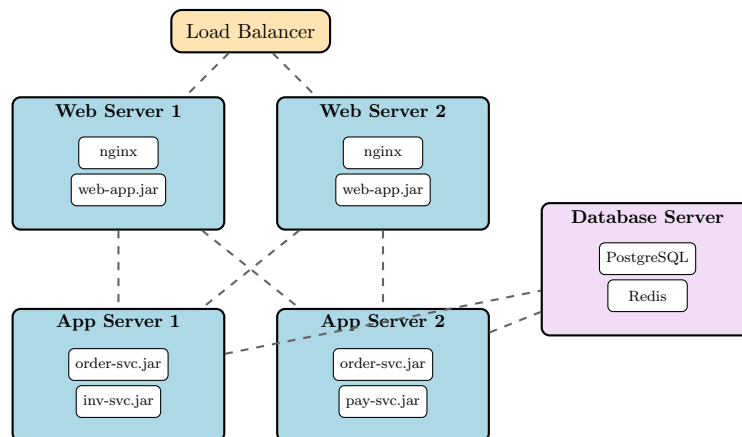 Load Balancer
Web Server 1
nginx
web-app.jar
Web Server 2
nginx
web-app.jar
Database Server
PostgreSQL
Redis
App Server 1
order-svc.jar
inv-svc.jar
App Server 2
order-svc.jar
pay-svc.jar